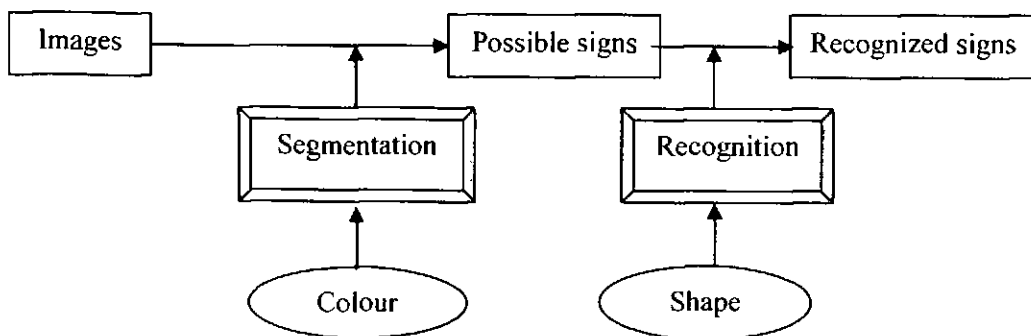 Images
Possible signs
Recognized signs
Segmentation
Recognition
Colour
Shape